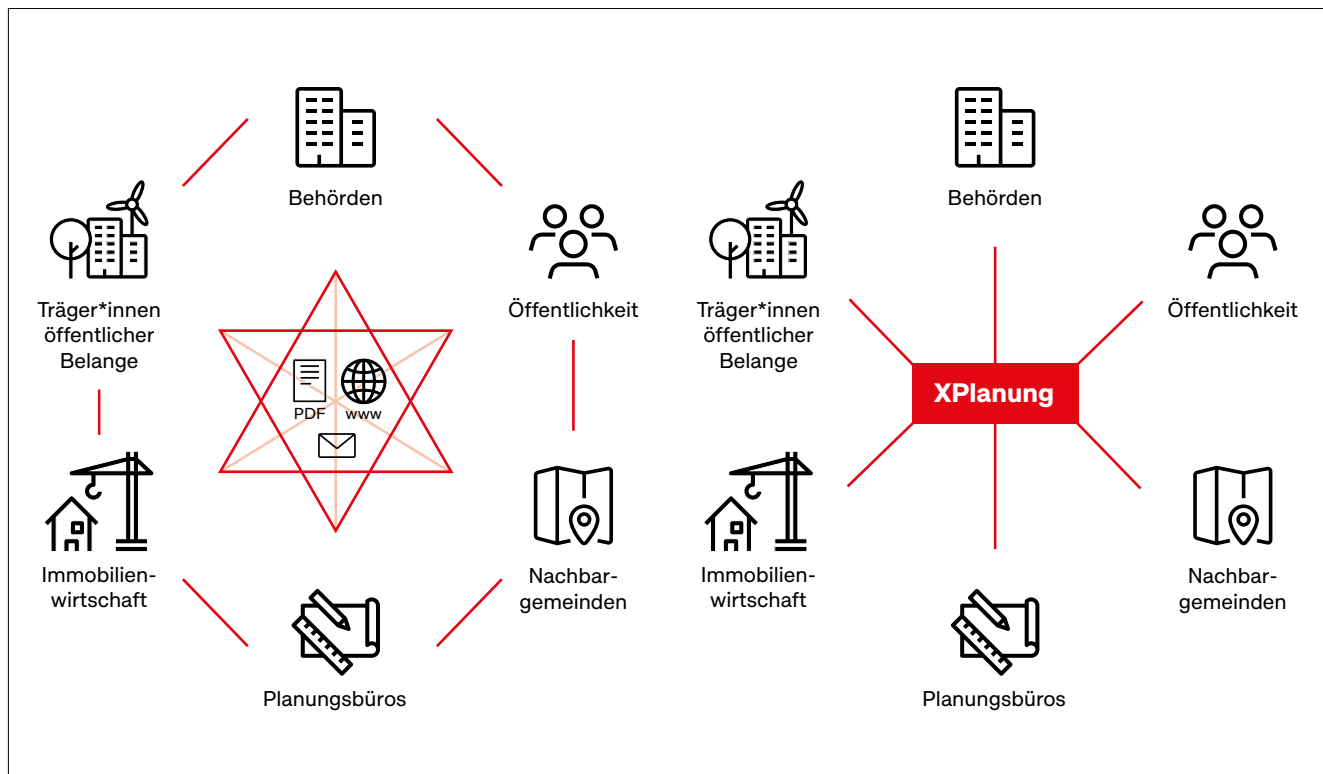 Behörden
Träger*innen
öffentlicher
Belange
Öffentlichkeit
PDF
www
Immobilien-
wirtschaft
Nachbar-
gemeinden
Planungsbüros
Behörden
Träger*innen
öffentlicher
Belange
Öffentlichkeit
XPlanung
Immobilien-
wirtschaft
Nachbar-
gemeinden
Planungsbüros